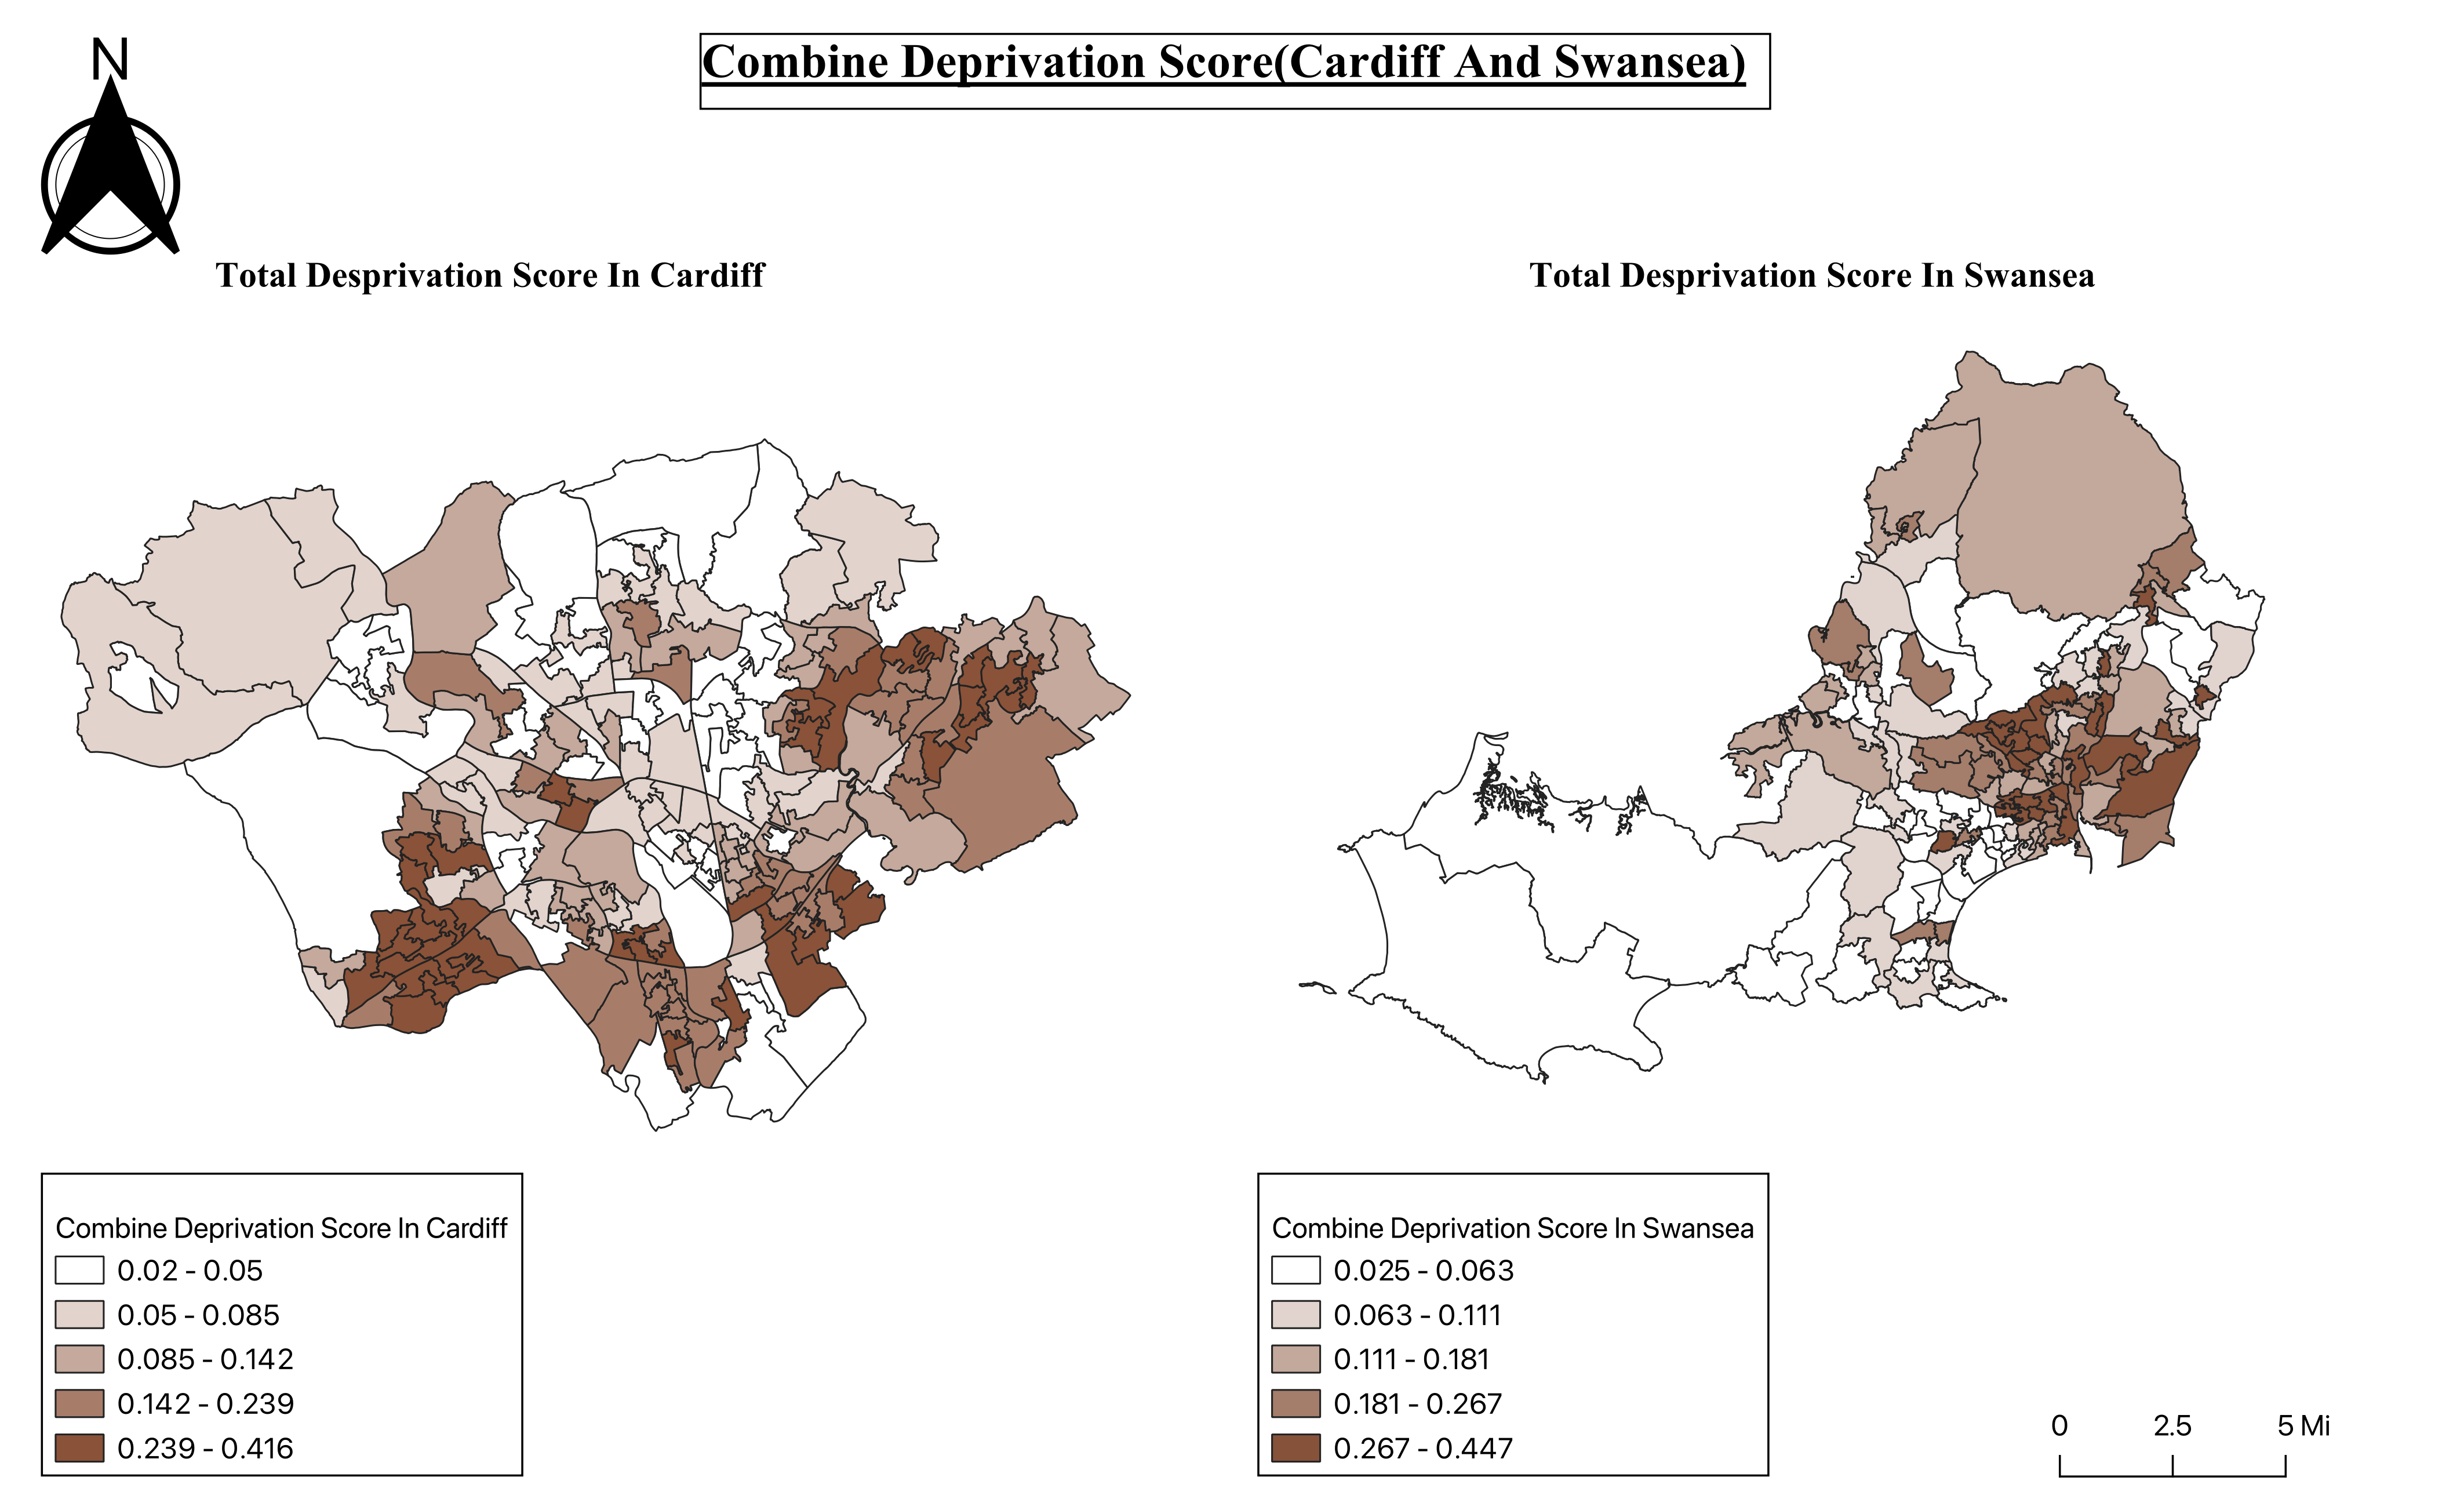 N
Combine Deprivation Score(Cardiff And Swansea)
Total Desprivation Score In Cardiff
Total Desprivation Score In Swansea
Combine Deprivation Score In Cardiff
0.02 - 0.05
0.05 - 0.085
0.085 - 0.142
0.142 - 0.239
0.239 - 0.416
Combine Deprivation Score In Swansea
0.025 - 0.063
0.063 - 0.111
0.111 - 0.181
0.181 - 0.267
0.267 - 0.447
0 2.5 5 Mi